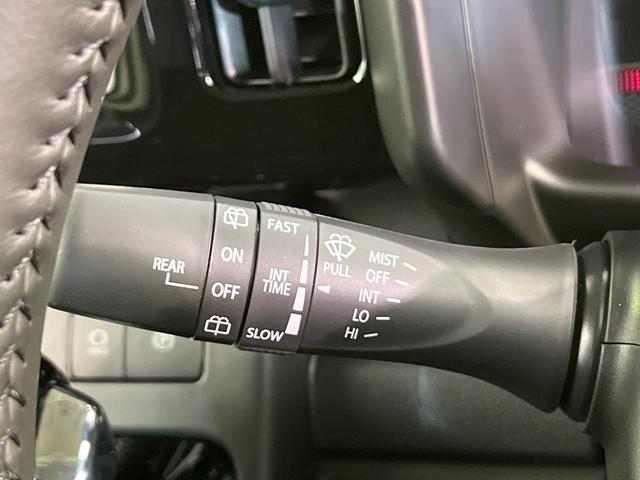 REAR
ON
OFF
FAST
INT
TIME
SLOW
PULL
MIST
OFF
INT
LO
HI